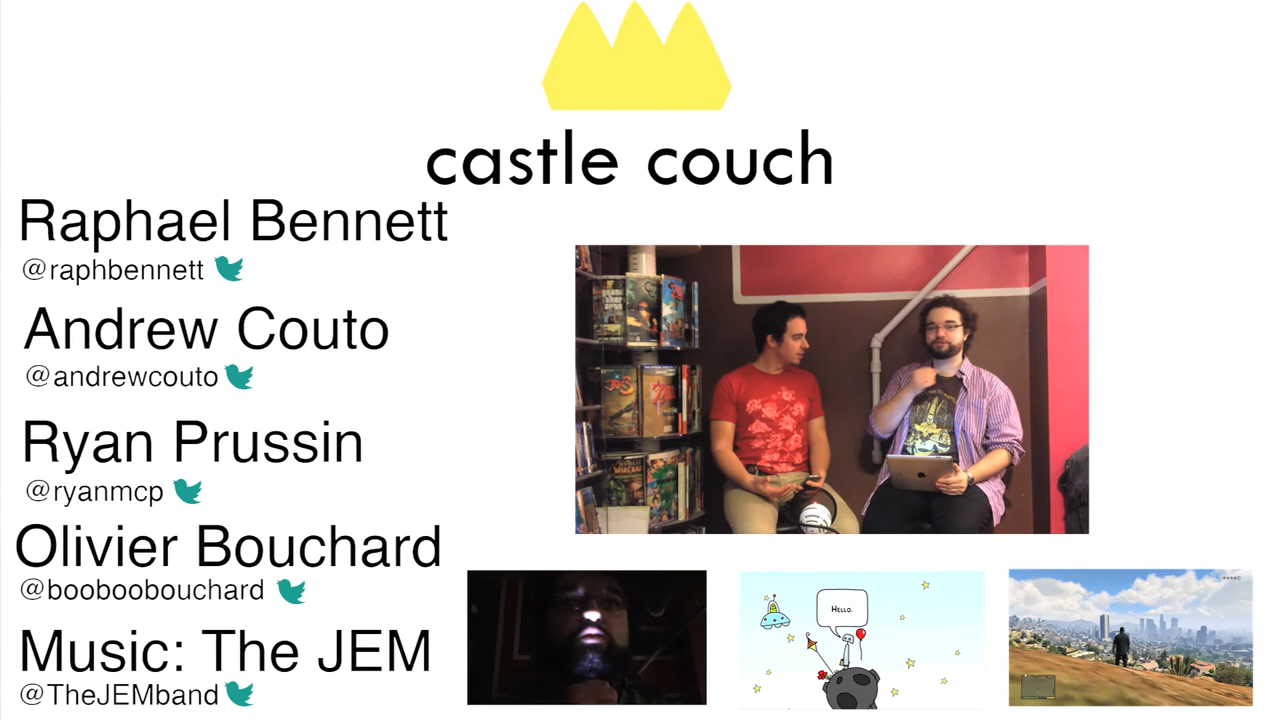 castle couch
Raphael Bennett
@raphbennett
Andrew Couto
@andrewcouto
Ryan Prussin
@ryanmcp
Olivier Bouchard
@booboobouchard
Music: The JEM
@TheJEMband
HELLO.